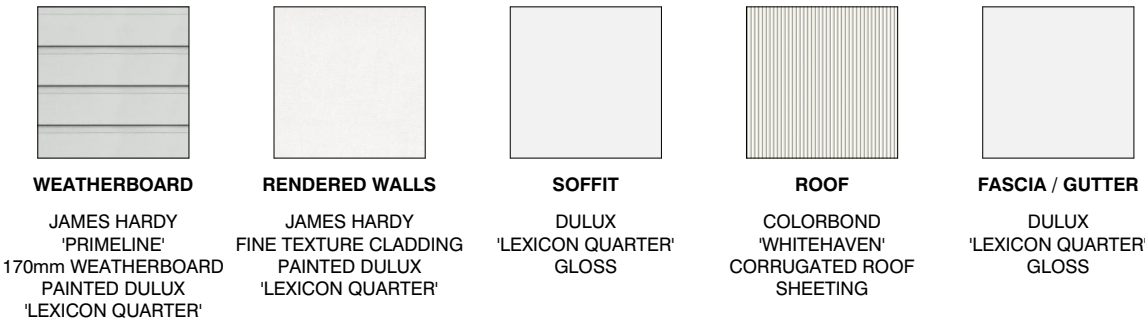 WEATHERBOARD
JAMES HARDY
'PRIMELINE'
170mm WEATHERBOARD
PAINTED DULUX
'LEXICON QUARTER'
RENDERED WALLS
JAMES HARDY
FINE TEXTURE CLADDING
PAINTED DULUX
'LEXICON QUARTER'
SOFFIT
DULUX
'LEXICON QUARTER'
GLOSS
ROOF
COLORBOND
'WHITEHAVEN'
CORRUGATED ROOF
SHEETING
FASCIA / GUTTER
DULUX
'LEXICON QUARTER'
GLOSS